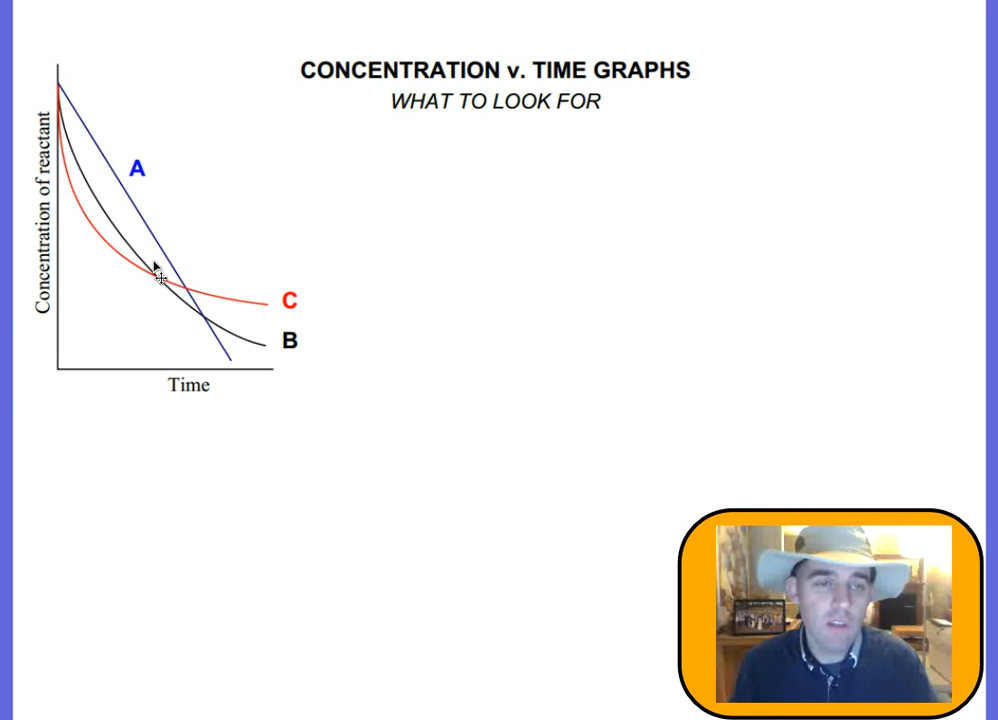 CONCENTRATION v. TIME GRAPHS
WHAT TO LOOK FOR
Concentration of reactant
A
C
B
Time